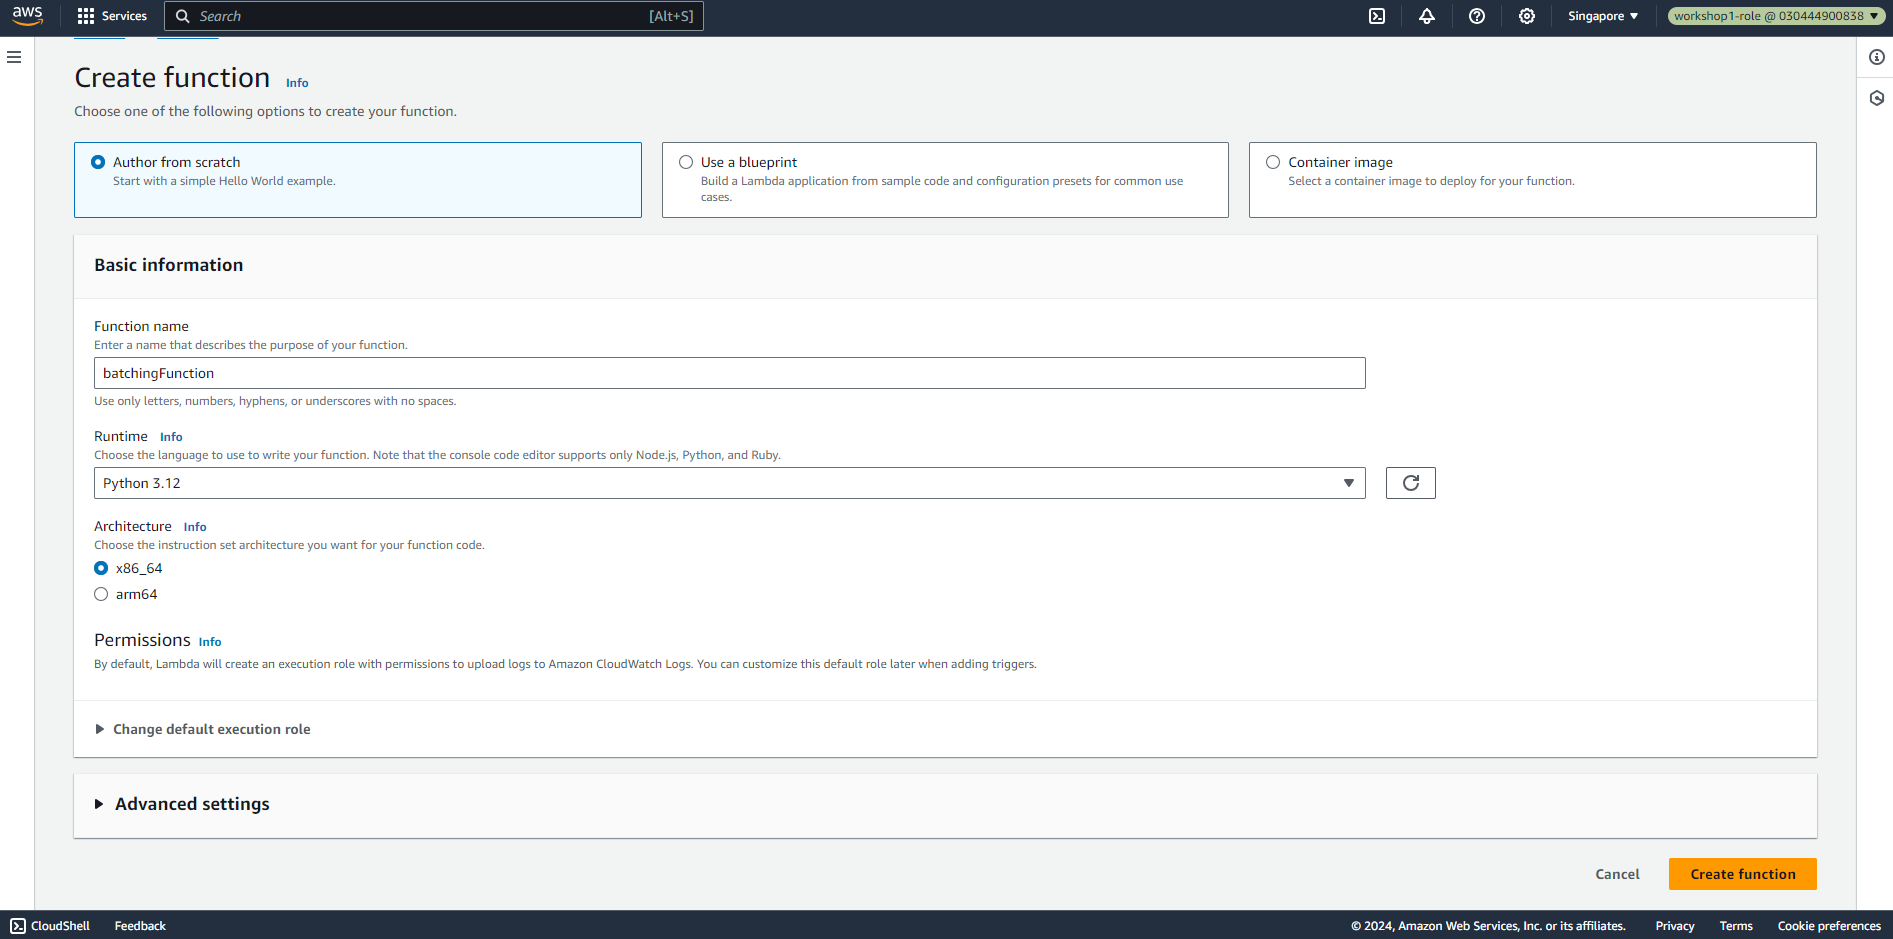 aws
Services
Search
[Alt+S]
Singapore
workshop1-role @ 030444900838
Create function
Info
Choose one of the following options to create your function.
Author from scratch
Start with a simple Hello World example.
Use a blueprint
Build a Lambda application from sample code and configuration presets for common use
cases.
Container image
Select a container image to deploy for your function.
Basic information
Function name
Enter a name that describes the purpose of your function.
batchingFunction
Use only letters, numbers, hyphens, or underscores with no spaces.
Runtime
Info
Choose the language to use to write your function. Note that the console code editor supports only Node.js, Python, and Ruby.
Python 3.12
Architecture
Info
Choose the instruction set architecture you want for your function code.
x86_64
arm64
Permissions
Info
By default, Lambda will create an execution role with permissions to upload logs to Amazon CloudWatch Logs. You can customize this default role later when adding triggers.
Change default execution role
Advanced settings
Cancel
Create function
CloudShell
Feedback
© 2024, Amazon Web Services, Inc. or its affiliates.
Privacy
Terms
Cookie preferences